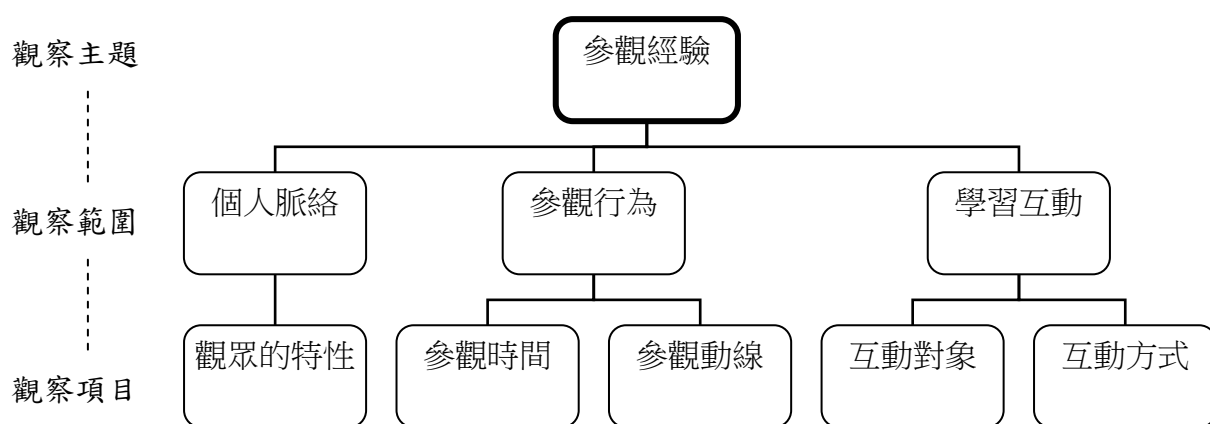 觀察主題
參觀經驗
觀察範圍
個人脈絡
參觀行為
學習互動
觀察項目
觀眾的特性
參觀時間
參觀動線
互動對象
互動方式